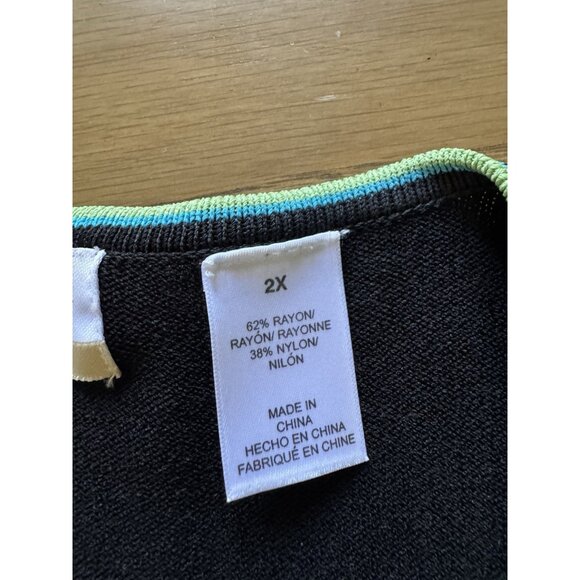 2X
62% RAYON/
RAYÓN/ RAYONNE
38% NYLON/
NILÓN
MADE IN
CHINA
HECHO EN CHINA
FABRIQUÉ EN CHINE